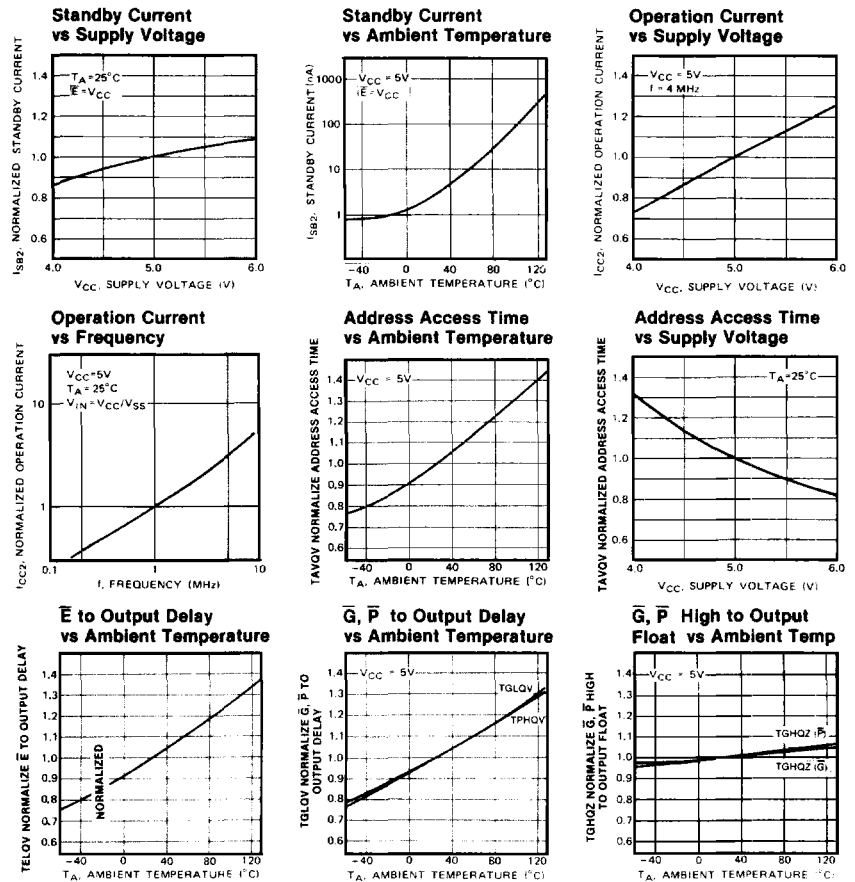 Standby Current
vs Supply Voltage
ISB2, NORMALIZED STANDBY CURRENT
1.4
1.2
1.0
0.8
0.6
TA=25°C
E̅=VCC
4.0 5.0 6.0
VCC, SUPPLY VOLTAGE (V)
Standby Current
vs Ambient Temperature
ISB2, STANDBY CURRENT (nA)
1000
100
10
1
VCC = 5V
E̅=VCC
-40 0 40 80 120
TA, AMBIENT TEMPERATURE (°C)
Operation Current
vs Supply Voltage
ICC2, NORMALIZED OPERATION CURRENT
1.4
1.2
1.0
0.8
0.6
VCC = 5V
f = 4 MHz
4.0 5.0 6.0
VCC, SUPPLY VOLTAGE (V)
Operation Current
vs Frequency
ICC2, NORMALIZED OPERATION CURRENT
10
1
VCC=5V
TA = 25°C
VIN=VCC/VSS
0.1 1 10
f, FREQUENCY (MHz)
Address Access Time
vs Ambient Temperature
TAVQV NORMALIZE ADDRESS ACCESS TIME
1.4
1.3
1.2
1.1
1.0
0.9
0.8
0.7
0.6
VCC = 5V
-40 0 40 80 120
TA, AMBIENT TEMPERATURE (°C)
Address Access Time
vs Supply Voltage
TAVQV NORMALIZED ADDRESS ACCESS TIME
1.4
1.2
1.0
0.8
0.6
TA=25°C
4.0 5.0 6.0
VCC, SUPPLY VOLTAGE (V)
E̅ to Output Delay
vs Ambient Temperature
TELQV NORMALIZE E̅ TO OUTPUT DELAY
1.4
1.3
1.2
1.1
1.0
0.9
0.8
0.7
0.6
NORMALIZED
-40 0 40 80 120
TA, AMBIENT TEMPERATURE (°C)
G̅, P̅ to Output Delay
vs Ambient Temperature
TGLQV NORMALIZE G̅, P̅ TO
OUTPUT DELAY
1.4
1.3
1.2
1.1
1.0
0.9
0.8
0.7
0.6
VCC = 5V
TGLQV
TPHQV
-40 0 40 80 120
TA, AMBIENT TEMPERATURE (°C)
G̅, P̅ High to Output
Float vs Ambient Temp
TGHQZ NORMALIZE G̅, P̅ HIGH
TO OUTPUT FLOAT
1.4
1.3
1.2
1.1
1.0
0.9
0.8
0.7
0.6
VCC = 5V
TGHQZ (P̅)
TGHQZ (G̅)
-40 0 40 80 120
TA, AMBIENT TEMPERATURE (°C)